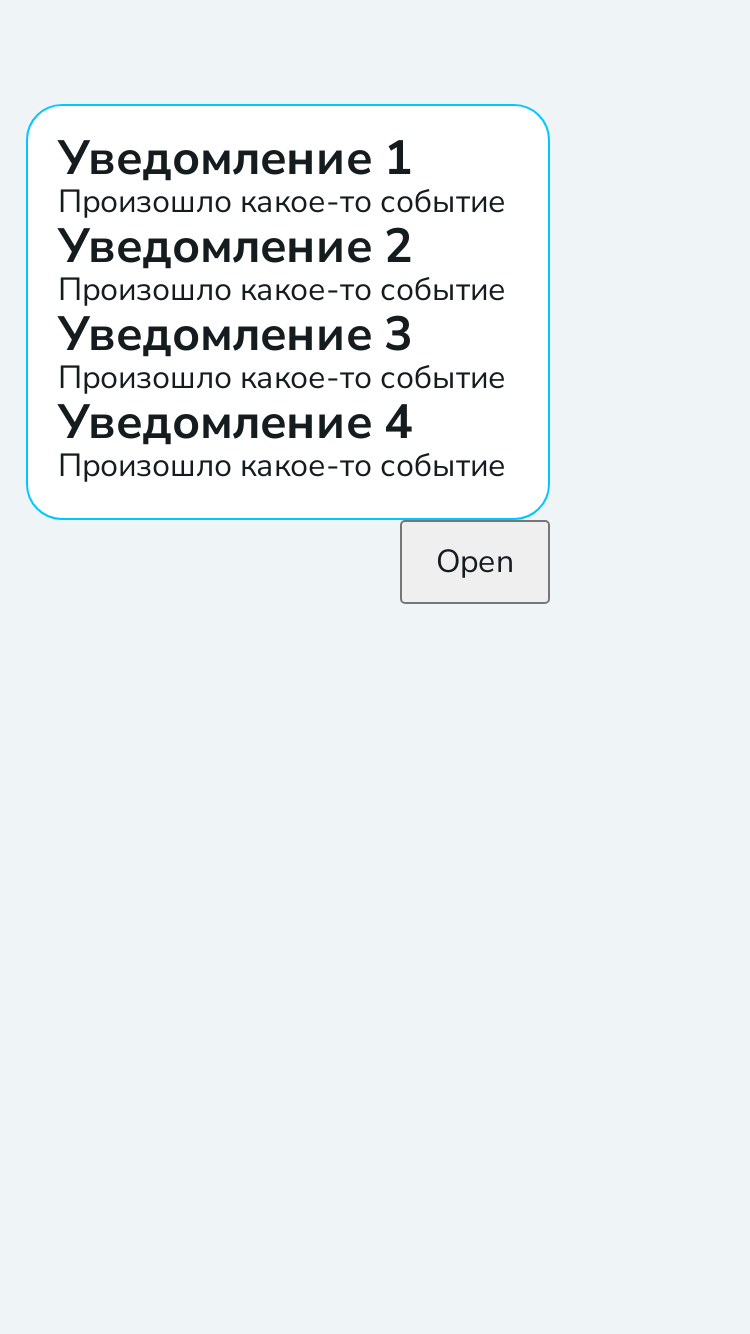 Уведомление 1
Произошло какое-то событие
Уведомление 2
Произошло какое-то событие
Уведомление 3
Произошло какое-то событие
Уведомление 4
Произошло какое-то событие
Open